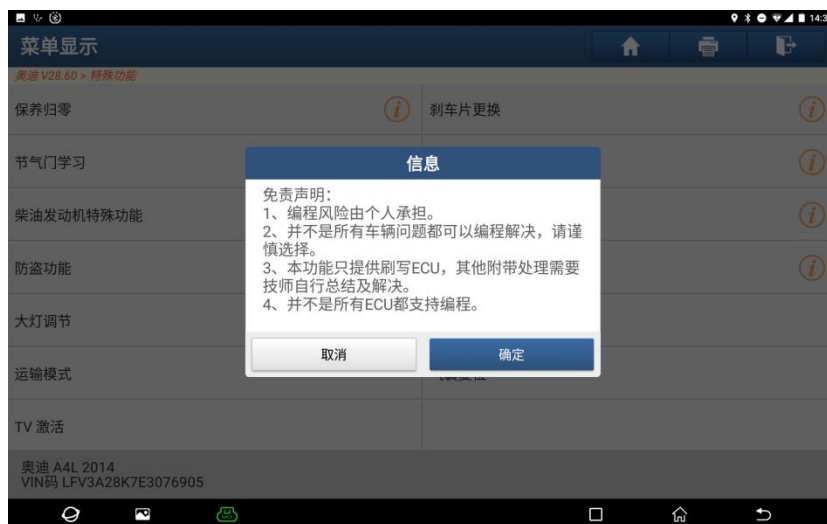 14:3
菜单显示
奥迪 V28.60 > 特殊功能
保养归零
刹车片更换
节气门学习
信息
免责声明:
1、编程风险由个人承担。
2、并不是所有车辆问题都可以编程解决，请谨
慎选择。
3、本功能只提供刷写ECU，其他附带处理需要
技师自行总结及解决。
4、并不是所有ECU都支持编程。
取消
确定
柴油发动机特殊功能
防盗功能
大灯调节
运输模式
TV 激活
奥迪 A4L 2014
VIN码 LFV3A28K7E3076905